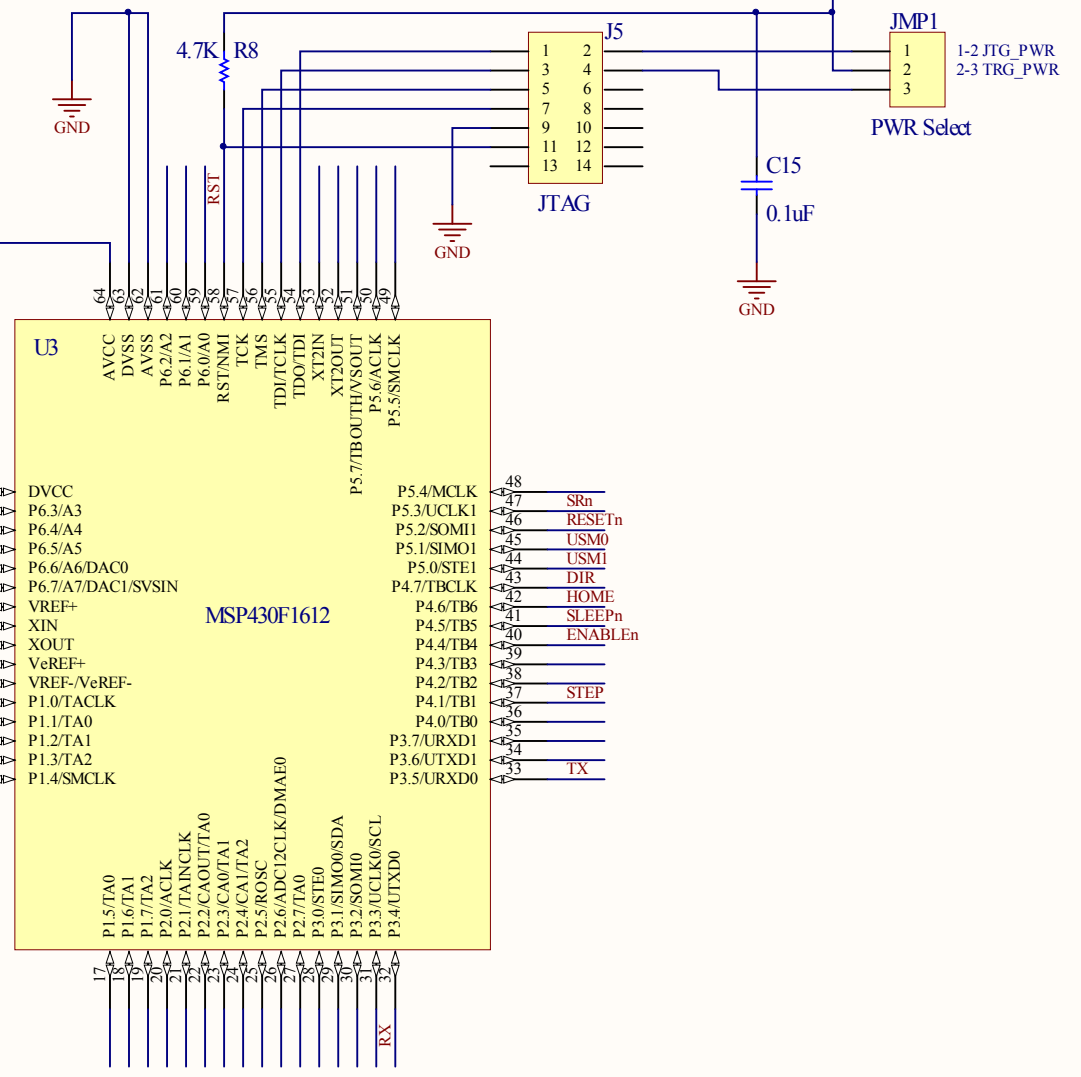 J5
JMP1
4.7K R8
1 2
3 4
5 6
7 8
9 10
11 12
13 14
JTAG
1
2
3
1-2 JTG_PWR
2-3 TRG_PWR
PWR Select
GND
GND
C15
0.1uF
GND
RST
64
63
62
61
60
59
58
57
56
55
54
53
52
51
50
49
U3
AVCC
DVSS
AVSS
P6.2/A2
P6.1/A1
P6.0/A0
RST/NMI
TCK
TMS
TDI/TCLK
TDO/TDI
XT2IN
XT2OUT
P5.7/TBOUTH/VSOUT
P5.6/ACLK
P5.5/SMCLK
DVCC
P6.3/A3
P6.4/A4
P6.5/A5
P6.6/A6/DAC0
P6.7/A7/DAC1/SVSIN
VREF+
XIN
XOUT
VeREF+
VREF-/VeREF-
P1.0/TACLK
P1.1/TA0
P1.2/TA1
P1.3/TA2
P1.4/SMCLK
MSP430F1612
P5.4/MCLK 48
P5.3/UCLK1 47 SRn
P5.2/SOMI1 46 RESETn
P5.1/SIMO1 45 USM0
P5.0/STE1 44 USM1
P4.7/TBCLK 43 DIR
P4.6/TB6 42 HOME
P4.5/TB5 41 SLEEPn
P4.4/TB4 40 ENABLEn
P4.3/TB3 39
P4.2/TB2 38
P4.1/TB1 37 STEP
P4.0/TB0 36
P3.7/URXD1 35
P3.6/UTXD1 34
P3.5/URXD0 33 TX
P1.5/TA0
P1.6/TA1
P1.7/TA2
P2.0/ACLK
P2.1/TAINCLK
P2.2/CAOUT/TA0
P2.3/CA0/TA1
P2.4/CA1/TA2
P2.5/ROSC
P2.6/ADC12CLK/DMAE0
P2.7/TA0
P3.0/STE0
P3.1/SIMO0/SDA
P3.2/SOMI0
P3.3/UCLK0/SCL
P3.4/UTXD0
17
18
19
20
21
22
23
24
25
26
27
28
29
30
31
32
RX